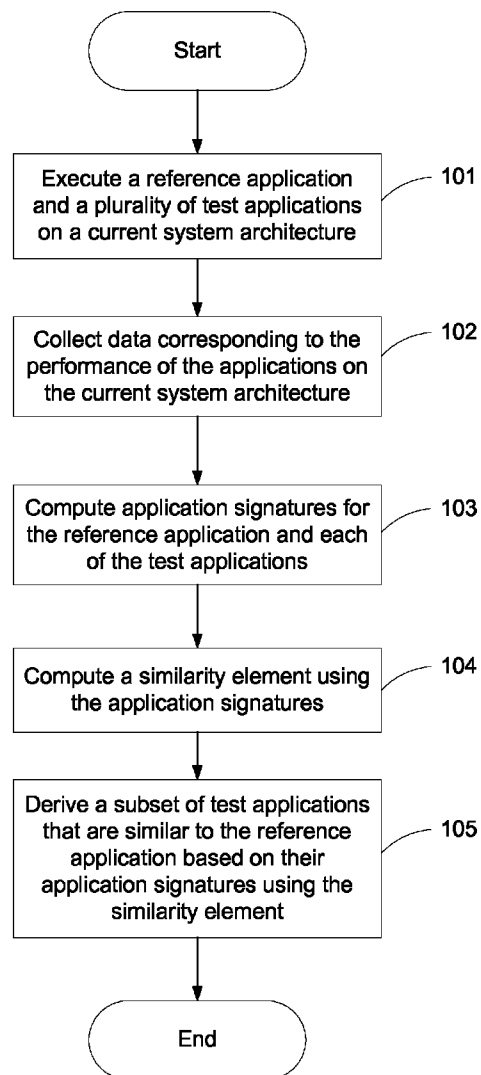 Start
Execute a reference application
and a plurality of test applications
on a current system architecture
101
Collect data corresponding to the
performance of the applications on
the current system architecture
102
Compute application signatures for
the reference application and each
of the test applications
103
Compute a similarity element using
the application signatures
104
Derive a subset of test applications
that are similar to the reference
application based on their
application signatures using the
similarity element
105
End